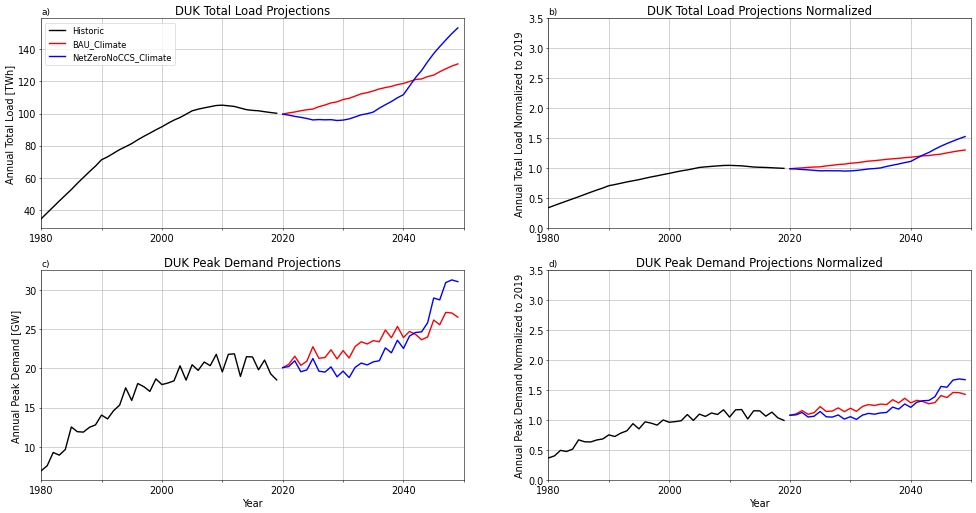 a)
DUK Total Load Projections
Annual Total Load [TWh]
140
120
100
80
60
40
Historic
BAU_Climate
NetZeroNoCCS_Climate
1980
2000
2020
2040
b)
DUK Total Load Projections Normalized
Annual Total Load Normalized to 2019
3.5
3.0
2.5
2.0
1.5
1.0
0.5
0.0
1980
2000
2020
2040
c)
DUK Peak Demand Projections
Annual Peak Demand [GW]
30
25
20
15
10
1980
2000
2020
2040
Year
d)
DUK Peak Demand Projections Normalized
Annual Peak Demand Normalized to 2019
3.5
3.0
2.5
2.0
1.5
1.0
0.5
0.0
1980
2000
2020
2040
Year